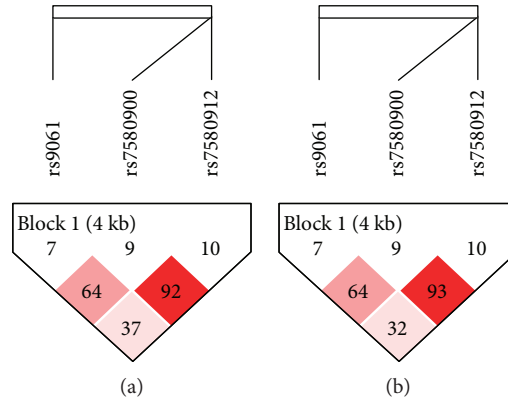 rs9061 rs7580900 rs7580912 rs9061 rs7580900 rs7580912
Block 1 (4 kb) Block 1 (4 kb)
7 9 10 7 9 10
64 92 64 93
37 32
(a) (b)